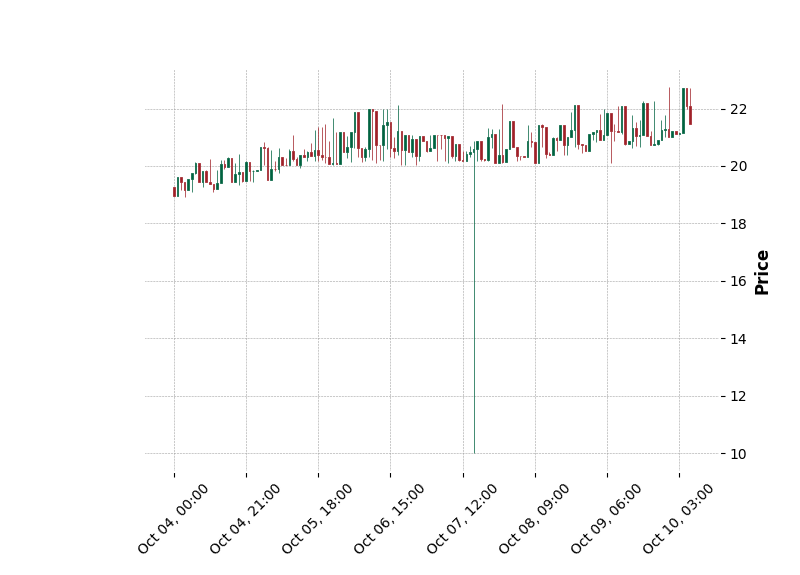 22
20
18
16
14
12
10
Price
Oct 04, 00:00
Oct 04, 21:00
Oct 05, 18:00
Oct 06, 15:00
Oct 07, 12:00
Oct 08, 09:00
Oct 09, 06:00
Oct 10, 03:00